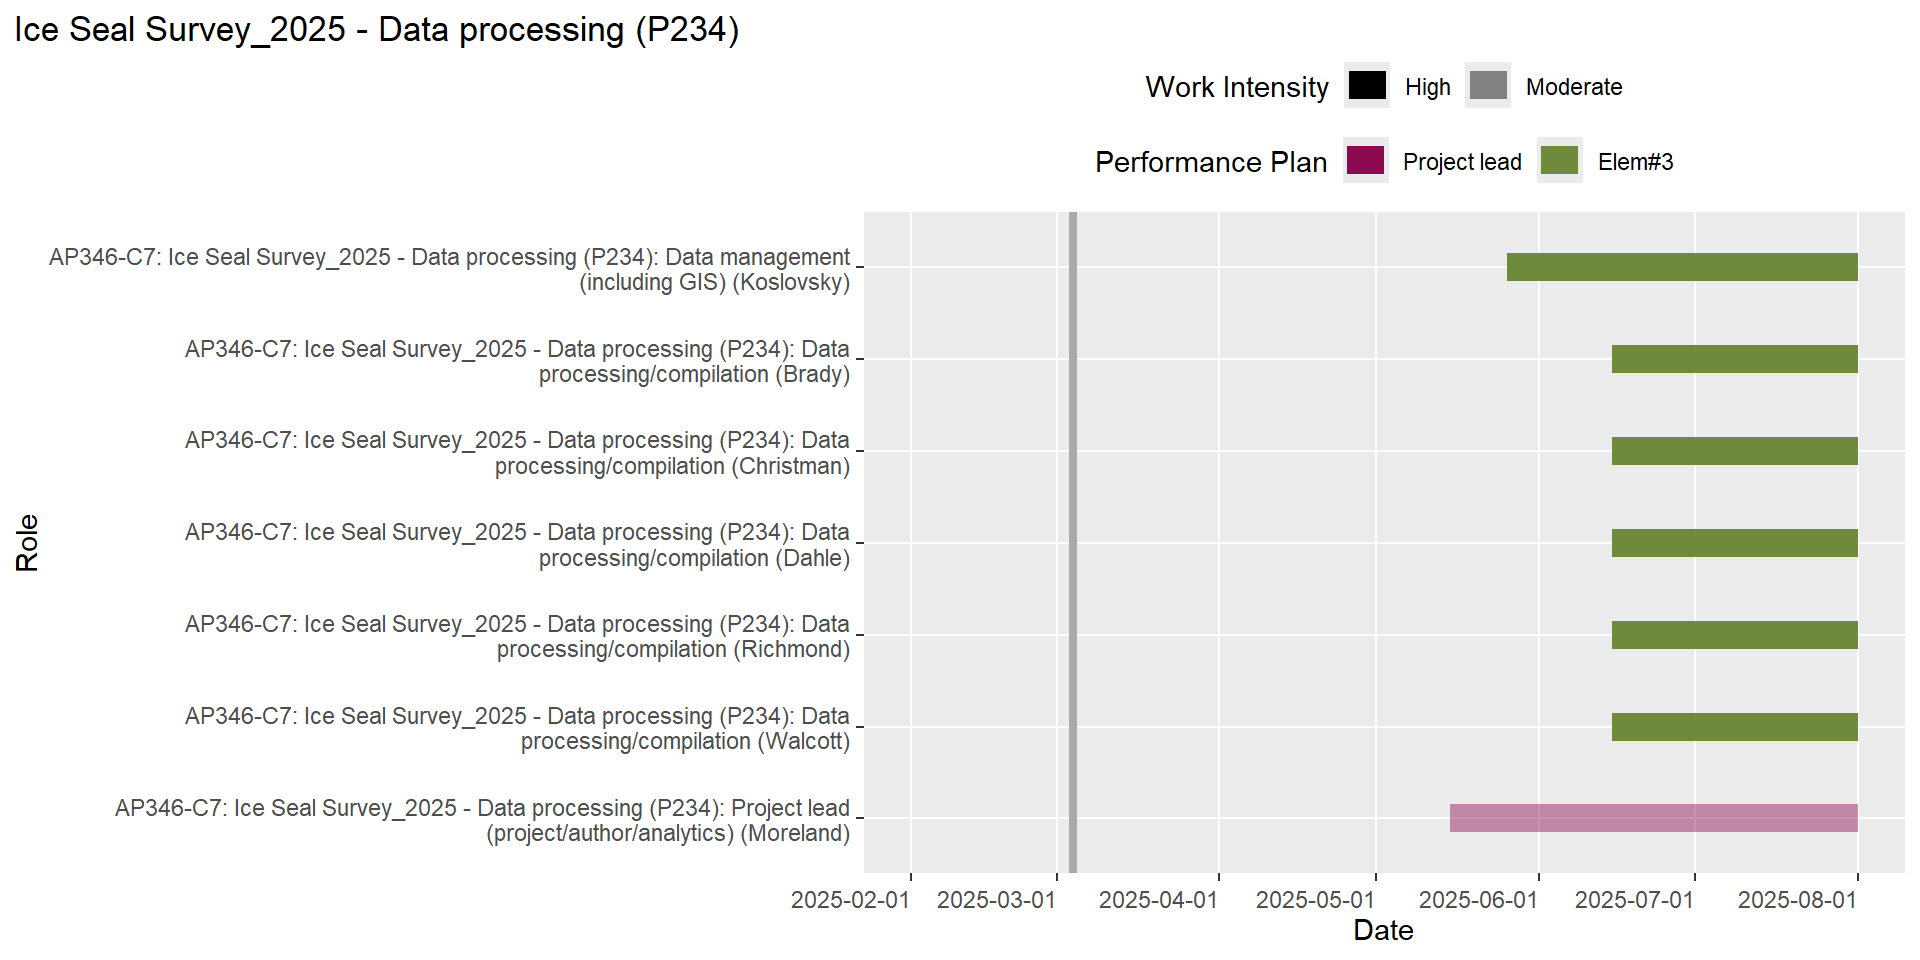 Ice Seal Survey_2025 - Data processing (P234)
Work Intensity High Moderate
Performance Plan Project lead Elem#3
AP346-C7: Ice Seal Survey_2025 - Data processing (P234): Data management
(including GIS) (Koslovsky)
AP346-C7: Ice Seal Survey_2025 - Data processing (P234): Data
processing/compilation (Brady)
AP346-C7: Ice Seal Survey_2025 - Data processing (P234): Data
processing/compilation (Christman)
AP346-C7: Ice Seal Survey_2025 - Data processing (P234): Data
processing/compilation (Dahle)
AP346-C7: Ice Seal Survey_2025 - Data processing (P234): Data
processing/compilation (Richmond)
AP346-C7: Ice Seal Survey_2025 - Data processing (P234): Data
processing/compilation (Walcott)
AP346-C7: Ice Seal Survey_2025 - Data processing (P234): Project lead
(project/author/analytics) (Moreland)
Role
2025-02-01 2025-03-01 2025-04-01 2025-05-01 2025-06-01 2025-07-01 2025-08-01
Date